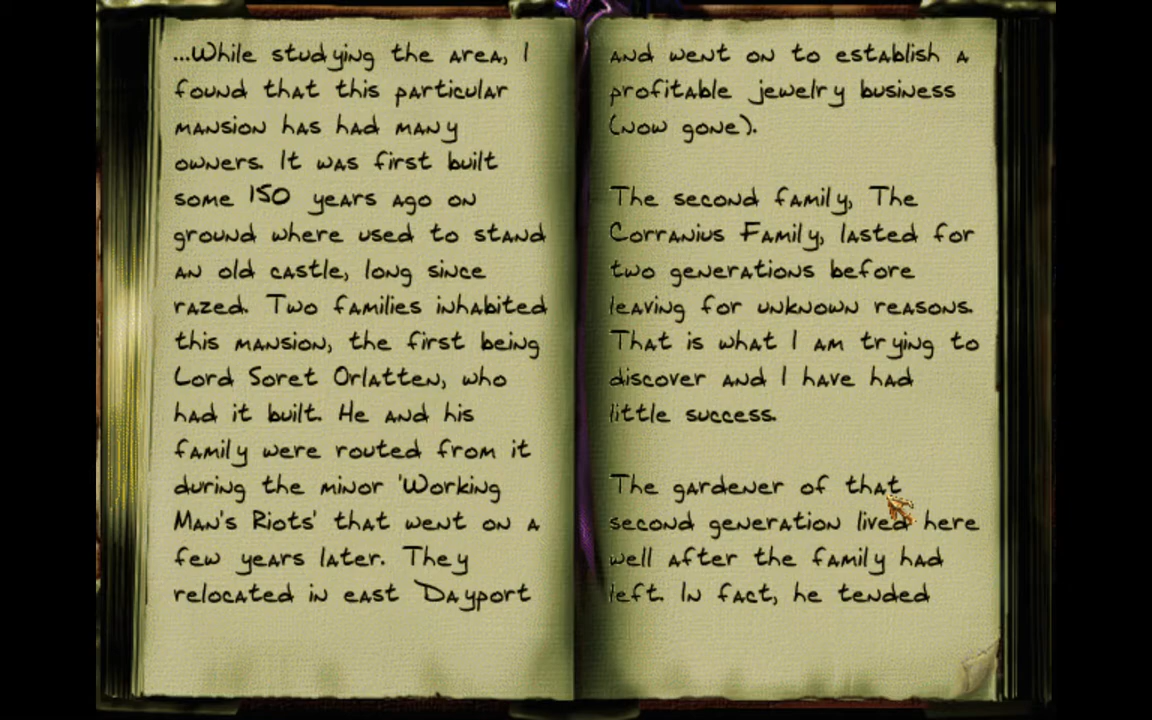 ...While studying the area, I
found that this particular
mansion has had many
owners. It was first built
some 150 years ago on
ground where used to stand
an old castle, long since
razed. Two families inhabited
this mansion, the first being
Lord Soret Orlatten, who
had it built. He and his
family were routed from it
during the minor 'Working
Man's Riots' that went on a
few years later. They
relocated in east Dayport
and went on to establish a
profitable jewelry business
(now gone).
The second family, The
Corranius Family, lasted for
two generations before
leaving for unknown reasons.
That is what I am trying to
discover and I have had
little success.
The gardener of that
second generation lived here
well after the family had
left. In fact, he tended